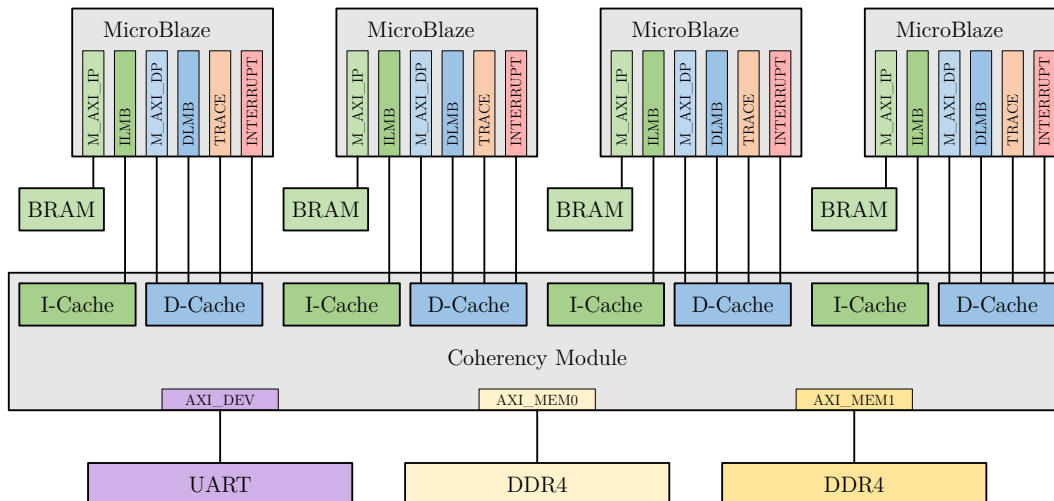 MicroBlaze
M_AXI_IP
ILMB
M_AXI_DP
DLMB
TRACE
INTERRUPT
MicroBlaze
M_AXI_IP
ILMB
M_AXI_DP
DLMB
TRACE
INTERRUPT
MicroBlaze
M_AXI_IP
ILMB
M_AXI_DP
DLMB
TRACE
INTERRUPT
MicroBlaze
M_AXI_IP
ILMB
M_AXI_DP
DLMB
TRACE
INTERRUPT
BRAM
BRAM
BRAM
BRAM
I-Cache
D-Cache
I-Cache
D-Cache
I-Cache
D-Cache
I-Cache
D-Cache
Coherency Module
AXI_DEV
AXI_MEM0
AXI_MEM1
UART
DDR4
DDR4